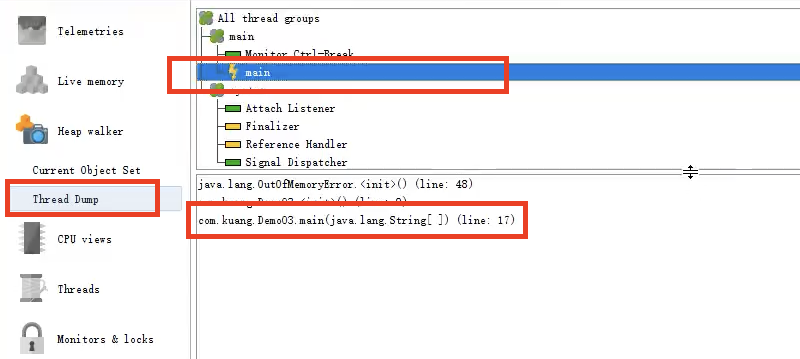 Telemetries
Live memory
Heap walker
Current Object Set
Thread Dump
CPU views
Threads
Monitors & locks
All thread groups
main
Monitor Ctrl-Break
main
Attach Listener
Finalizer
Reference Handler
Signal Dispatcher
java.lang.OutOfMemoryError.<init>() (line: 48)
com.kuang.Demo03.main(java.lang.String[ ]) (line: 17)